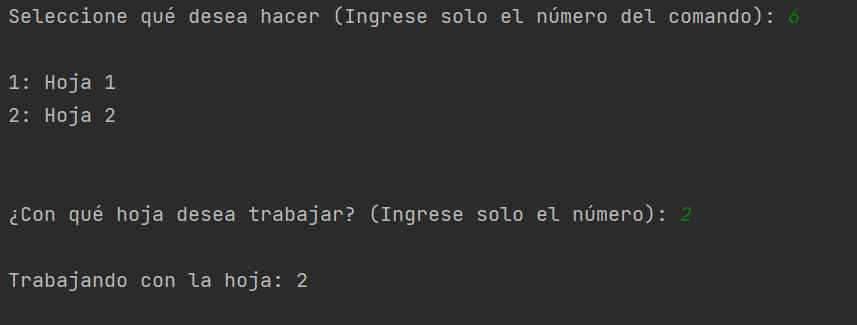 Seleccione qué desea hacer (Ingrese solo el número del comando): 6
1: Hoja 1
2: Hoja 2
¿Con qué hoja desea trabajar? (Ingrese solo el número): 2
Trabajando con la hoja: 2